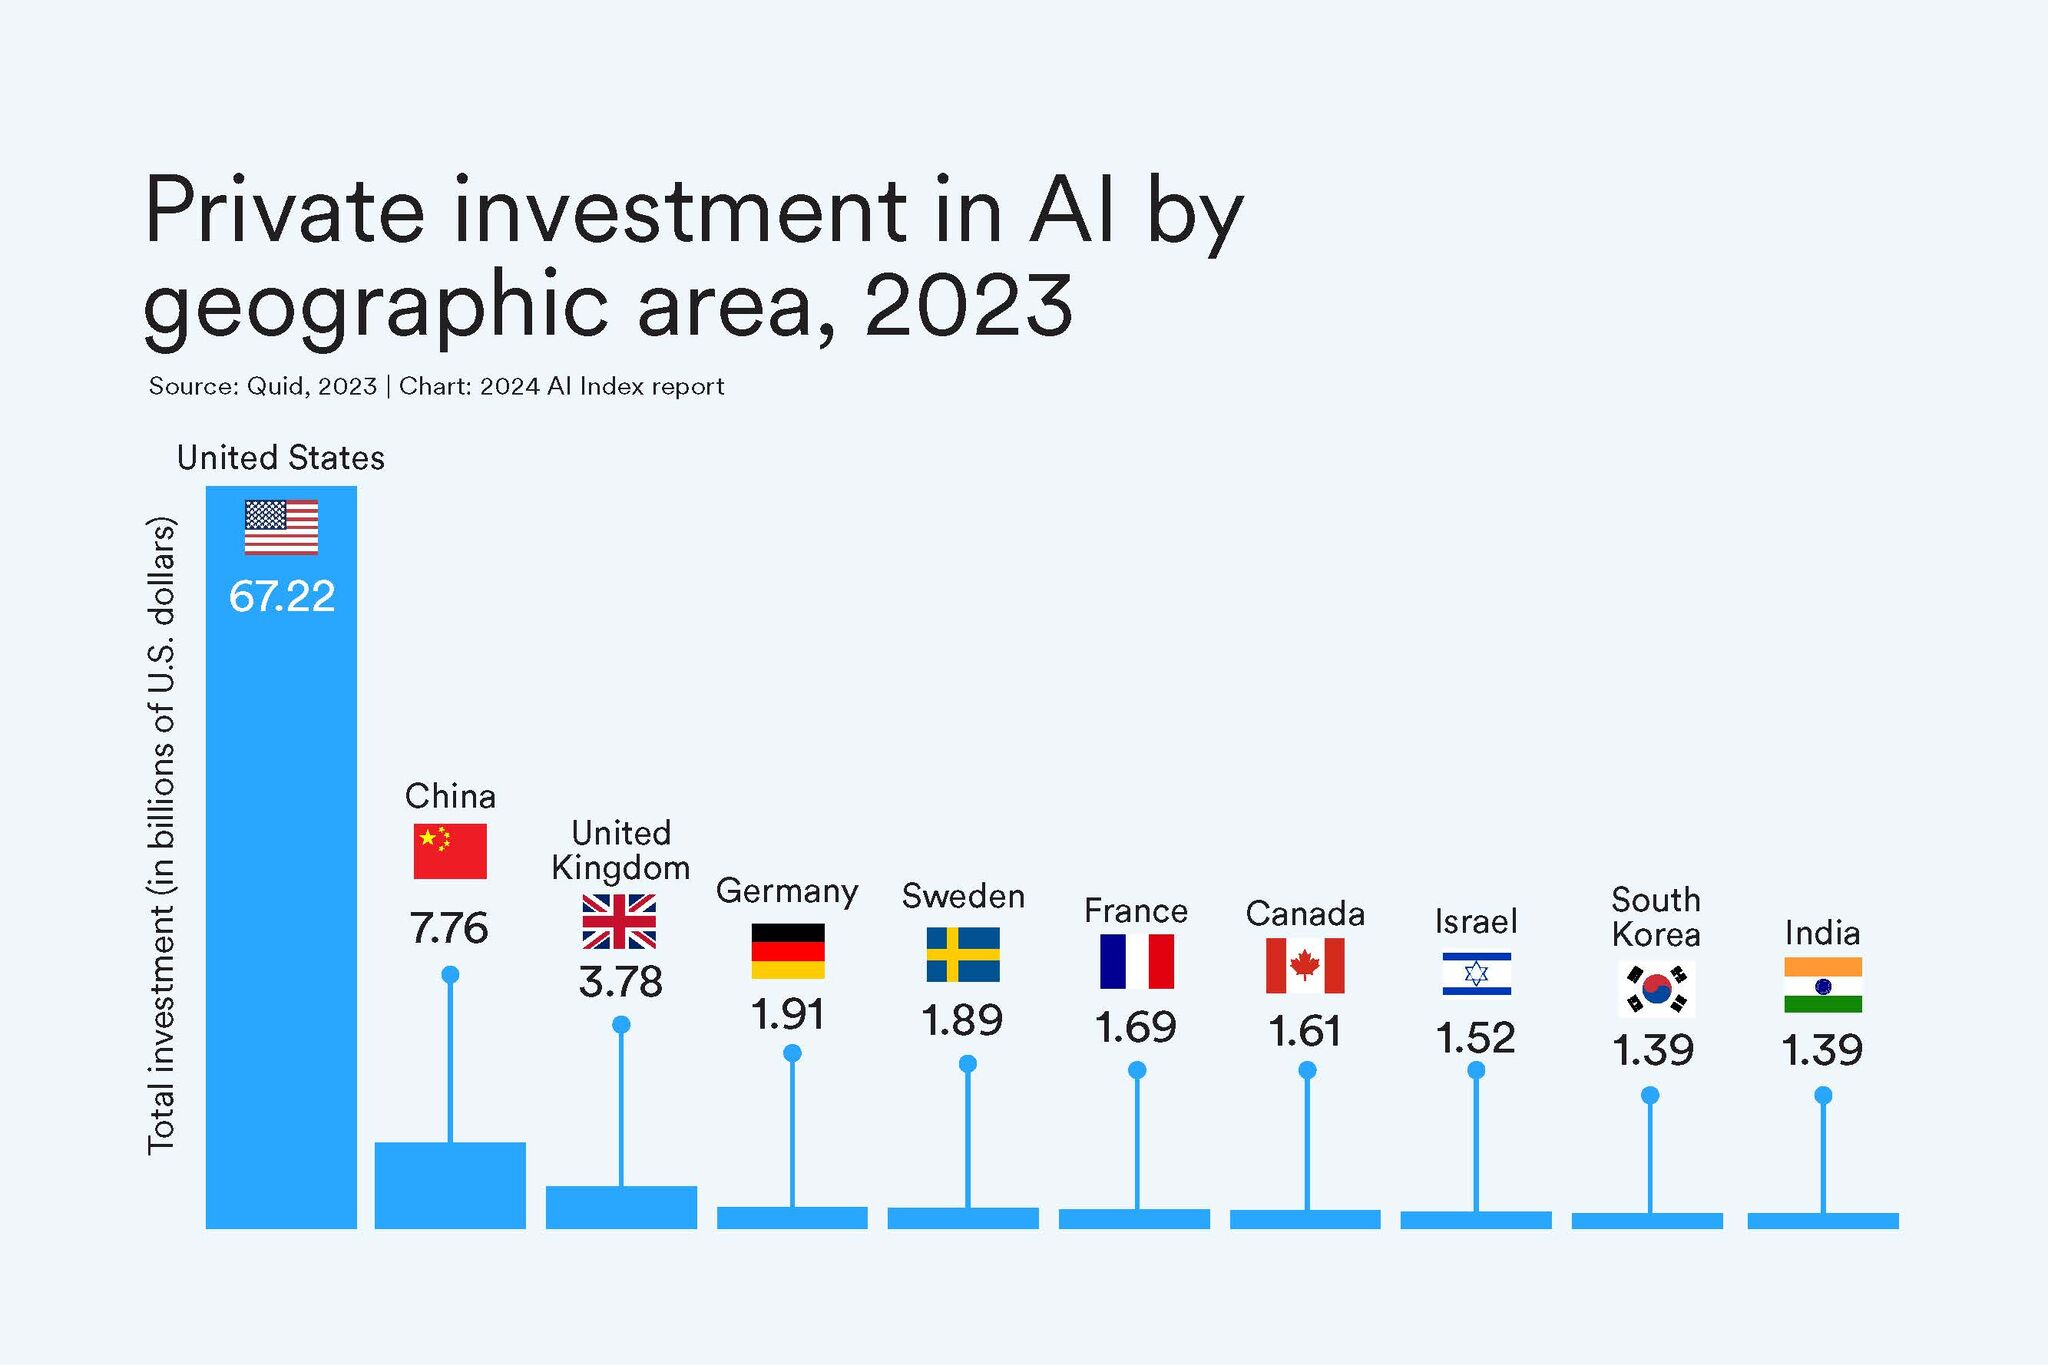 Private investment in AI by
geographic area, 2023
Source: Quid, 2023 | Chart: 2024 AI Index report
Total investment (in billions of U.S. dollars)
United States
67.22
China
7.76
United
Kingdom
3.78
Germany
1.91
Sweden
1.89
France
1.69
Canada
1.61
Israel
1.52
South
Korea
1.39
India
1.39